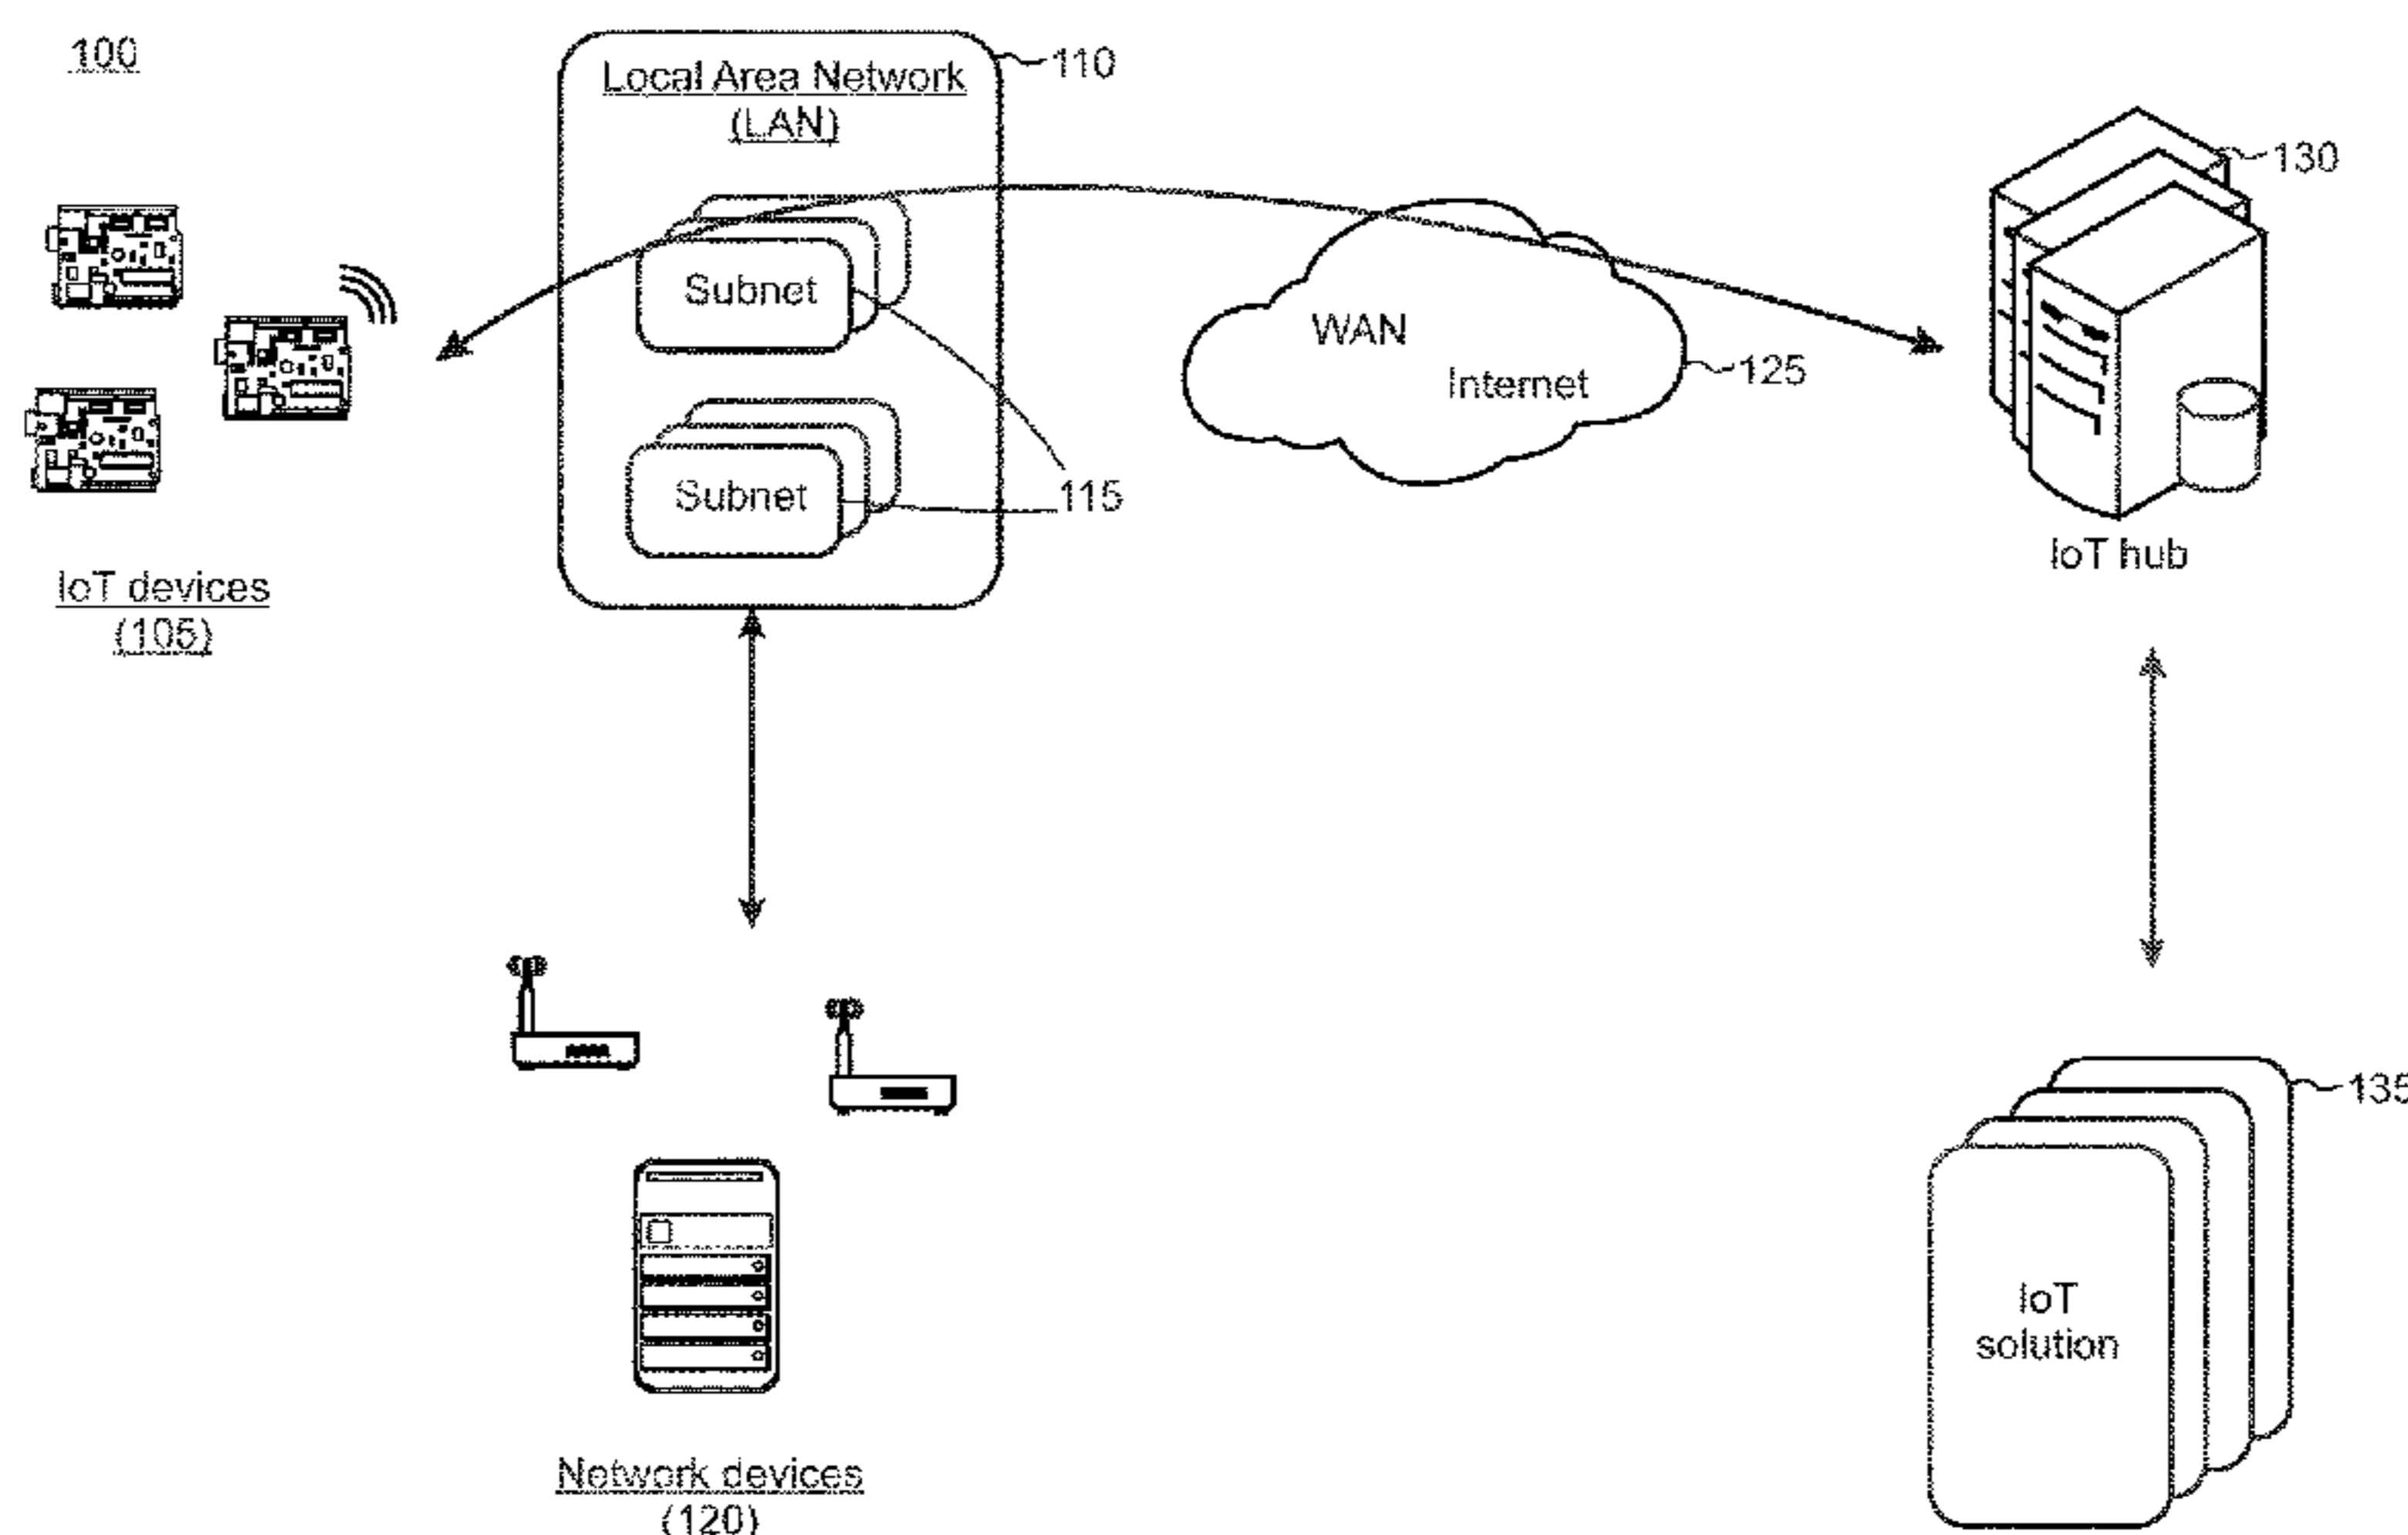 100
Local Area Network
(LAN)
110
130
Subnet
WAN
Internet
125
Subnet
115
IoT hub
IoT devices
(105)
135
IoT
solution
Network devices
(120)